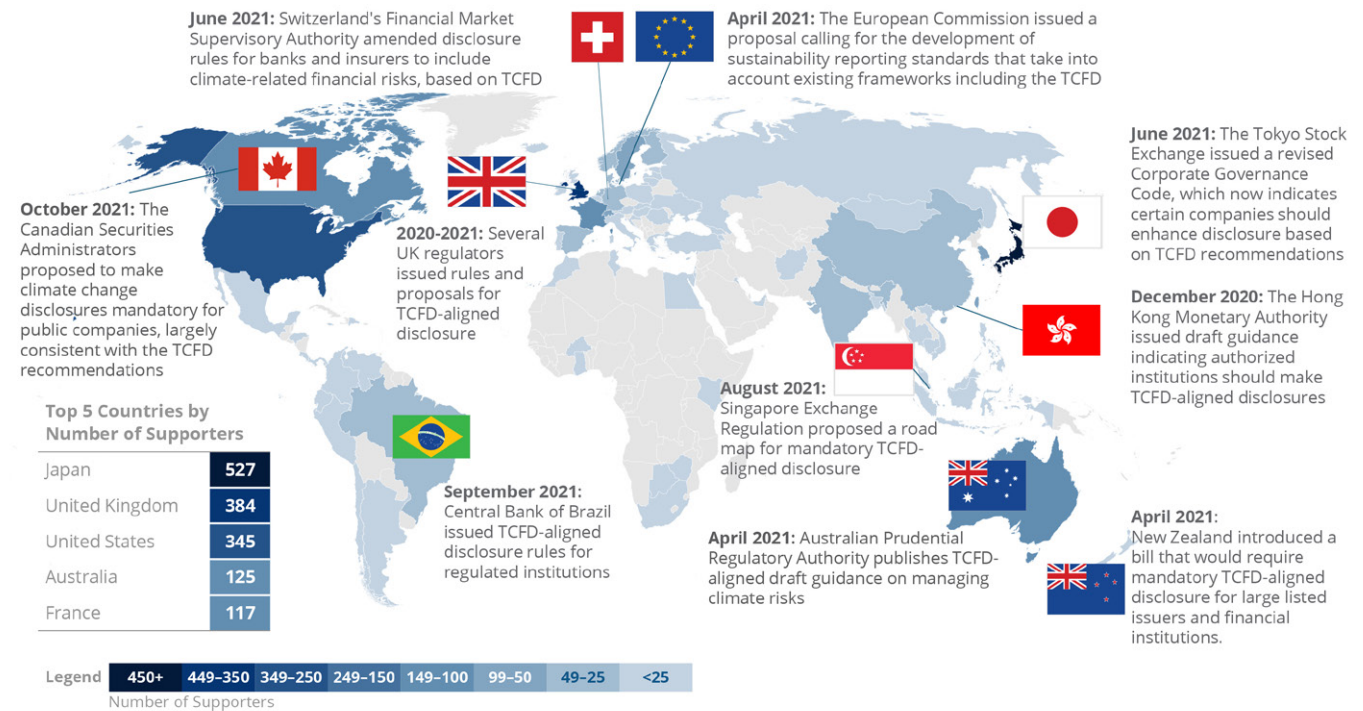 June 2021: Switzerland's Financial Market
Supervisory Authority amended disclosure
rules for banks and insurers to include
climate-related financial risks, based on TCFD
April 2021: The European Commission issued a
proposal calling for the development of
sustainability reporting standards that take into
account existing frameworks including the TCFD
June 2021: The Tokyo Stock
Exchange issued a revised
Corporate Governance
Code, which now indicates
certain companies should
enhance disclosure based
on TCFD recommendations
October 2021: The
Canadian Securities
Administrators
proposed to make
climate change
disclosures mandatory for
public companies, largely
consistent with the TCFD
recommendations
2020-2021: Several
UK regulators
issued rules and
proposals for
TCFD-aligned
disclosure
December 2020: The Hong
Kong Monetary Authority
issued draft guidance
indicating authorized
institutions should make
TCFD-aligned disclosures
August 2021:
Singapore Exchange
Regulation proposed a road
map for mandatory TCFD-
aligned disclosure
Top 5 Countries by
Number of Supporters
Japan 527
United Kingdom 384
United States 345
Australia 125
France 117
September 2021:
Central Bank of Brazil
issued TCFD-aligned
disclosure rules for
regulated institutions
April 2021: Australian Prudential
Regulatory Authority publishes TCFD-
aligned draft guidance on managing
climate risks
April 2021:
New Zealand introduced a
bill that would require
mandatory TCFD-aligned
disclosure for large listed
issuers and financial
institutions.
Legend 450+ 449–350 349–250 249–150 149–100 99–50 49–25 <25
Number of Supporters